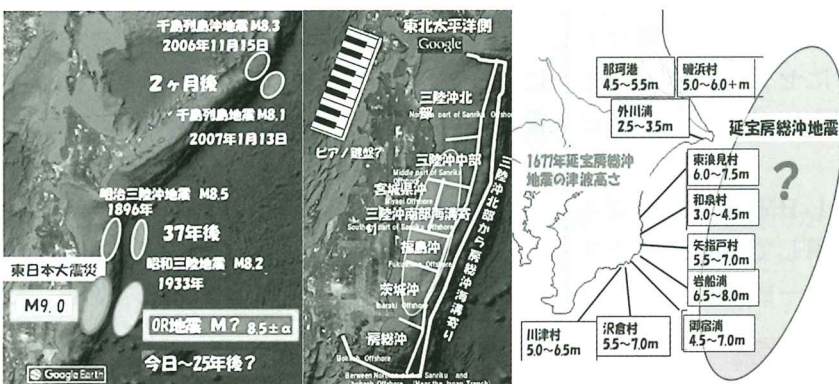 千島列島沖地震 M8.3
2006年11月15日
2ヶ月後
千島列島地震 M8.1
2007年1月13日
明治三陸沖地震 M8.5
1896年
37年後
昭和三陸地震 M8.2
1933年
東日本大震災
M9.0
OR地震 M? 8.5±α
今日~25年後?
Google Earth
東北太平洋側
Google
ピアノ鍵盤?
三陸沖北部
Northern part of Sanriku Offshore
三陸沖中部
Middle part of Sanriku Offshore
宮城県沖
Miyagi Offshore
三陸沖南部海溝寄
Southern part of Sanriku Offshore
福島沖
Fukushima Offshore
茨城沖
Ibaraki Offshore
房総沖
Bohsoh Offshore
三陸沖北部から房総沖海溝寄り
Between Northern part of Sanriku and
Bohsoh Offshore (Near the Japan Trench)
那珂港
4.5~5.5m
磯浜村
5.0~6.0+m
外川浦
2.5~3.5m
延宝房総沖地震
1677年延宝房総沖
地震の津波高さ
東浪見村
6.0~7.5m
和泉村
3.0~4.5m
矢指戸村
5.5~7.0m
岩船浦
6.5~8.0m
御宿浦
4.5~7.0m
沢倉村
5.5~7.0m
川津村
5.0~6.5m
?